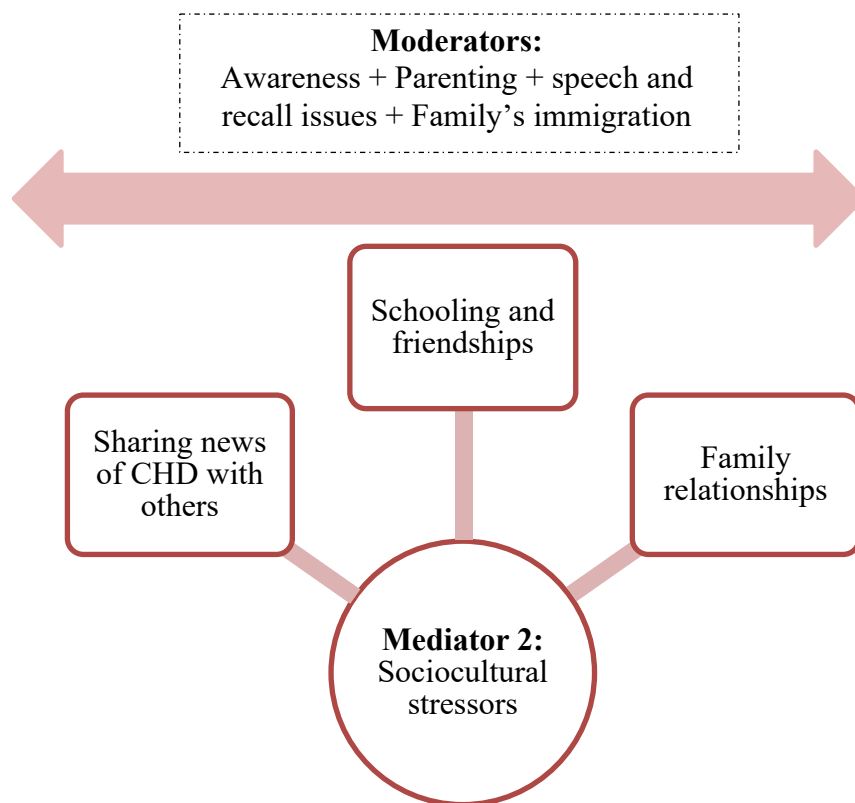 Moderators:
Awareness + Parenting + speech and
recall issues + Family’s immigration
Schooling and
friendships
Sharing news
of CHD with
others
Family
relationships
Mediator 2:
Sociocultural
stressors